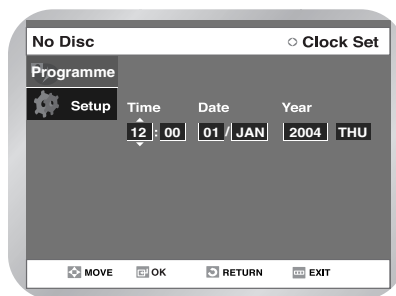 No Disc Clock Set
Programme
Setup
Time Date Year
12 : 00 01 / JAN 2004 THU
MOVE OK RETURN EXIT